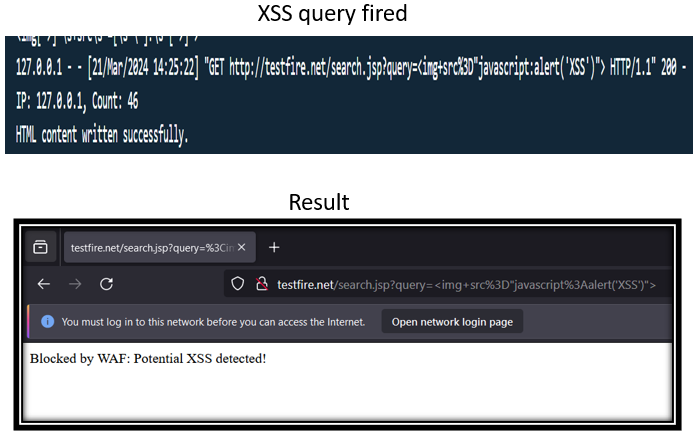 XSS query fired
127.0.0.1 - - [21/Mar/2024 14:25:22] "GET http://testfire.net/search.jsp?query=<img+src%3D"javascript:alert('XSS')"> HTTP/1.1" 200 -
IP: 127.0.0.1, Count: 46
HTML content written successfully.
Result
testfire.net/search.jsp?query=%3Cin
testfire.net/search.jsp?query=<img+src%3D"javascript%3Aalert('XSS')">
You must log in to this network before you can access the Internet. Open network login page
Blocked by WAF: Potential XSS detected!